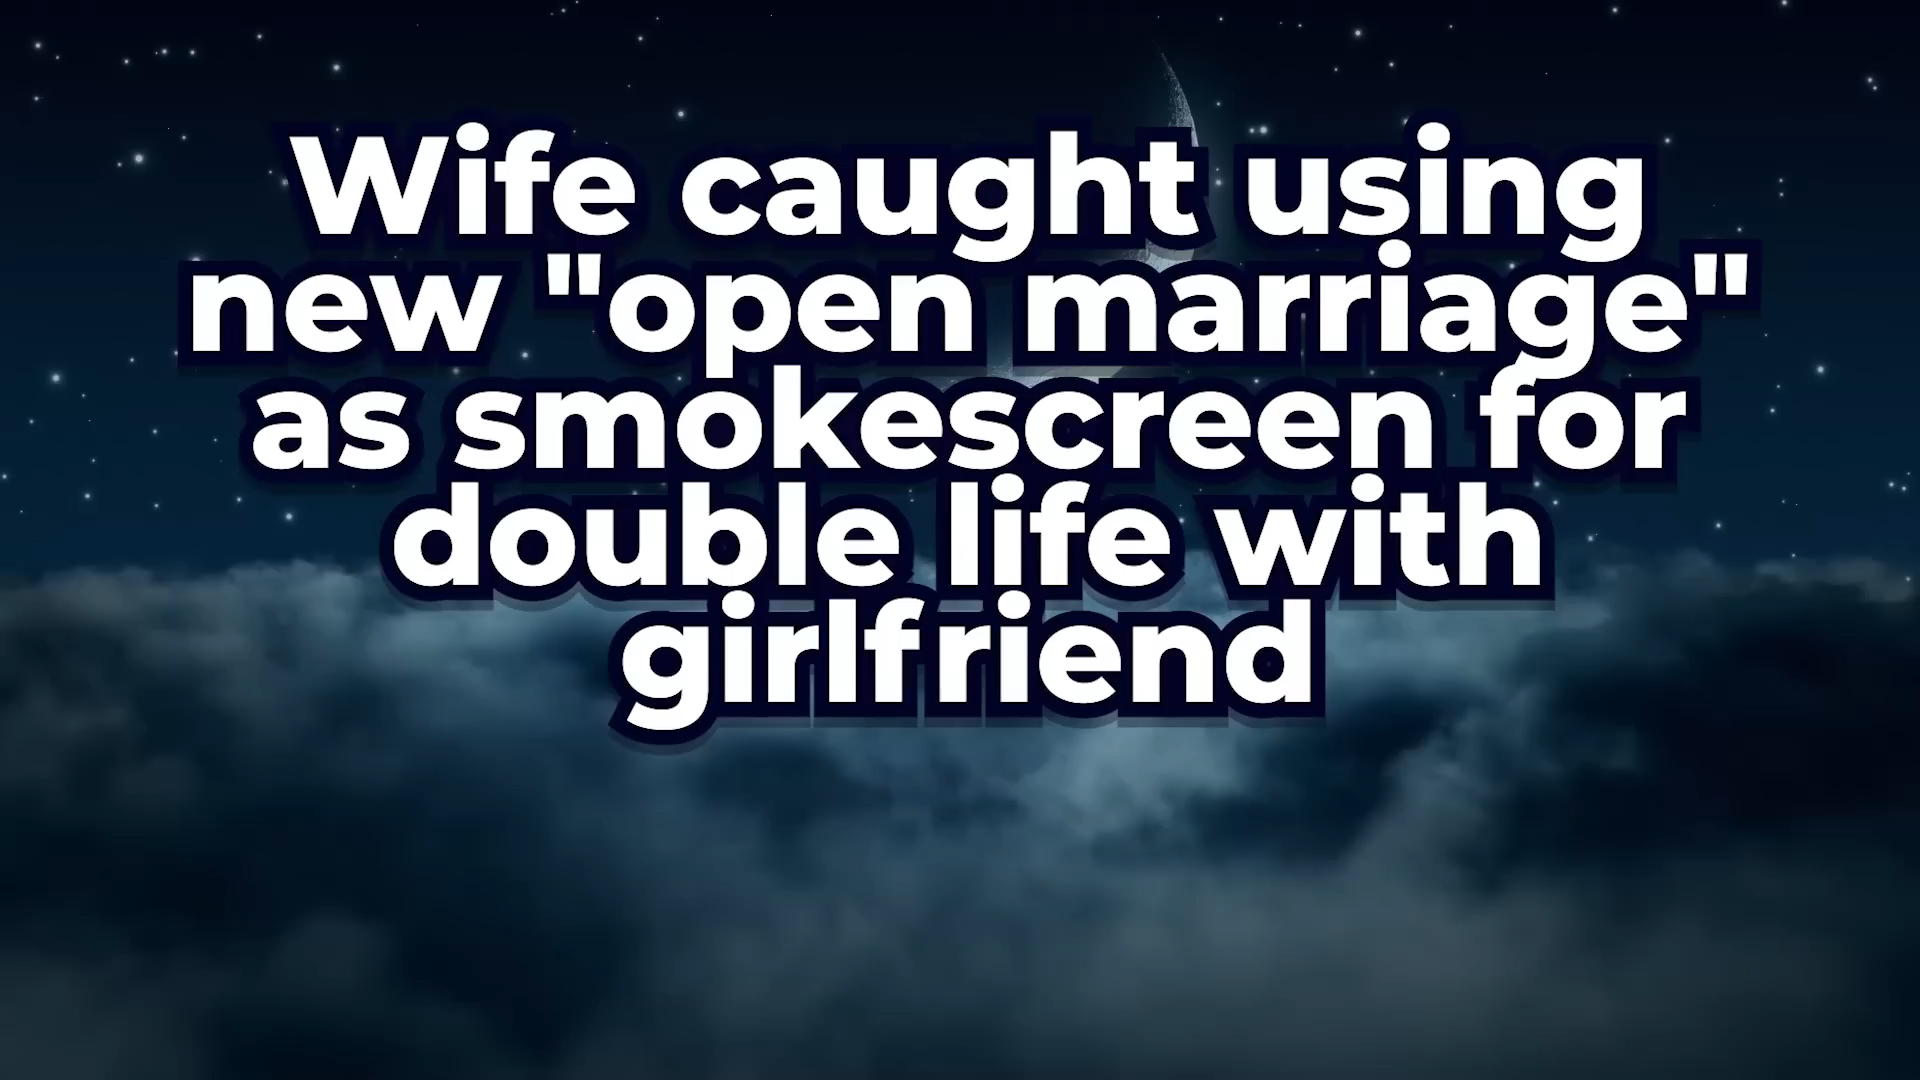 Wife caught using
new "open marriage"
as smokescreen for
double life with
girlfriend